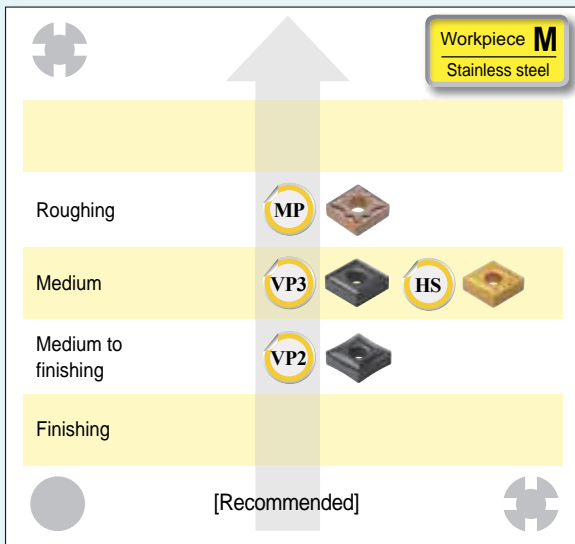 Workpiece M
Stainless steel
Roughing
MP
Medium
VP3
HS
Medium to
finishing
VP2
Finishing
[Recommended]